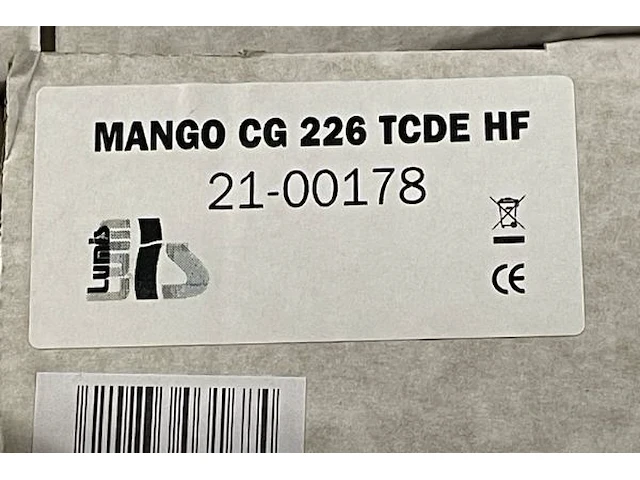 MANGO CG 226 TCDE HF
21-00178
Lumis
CE